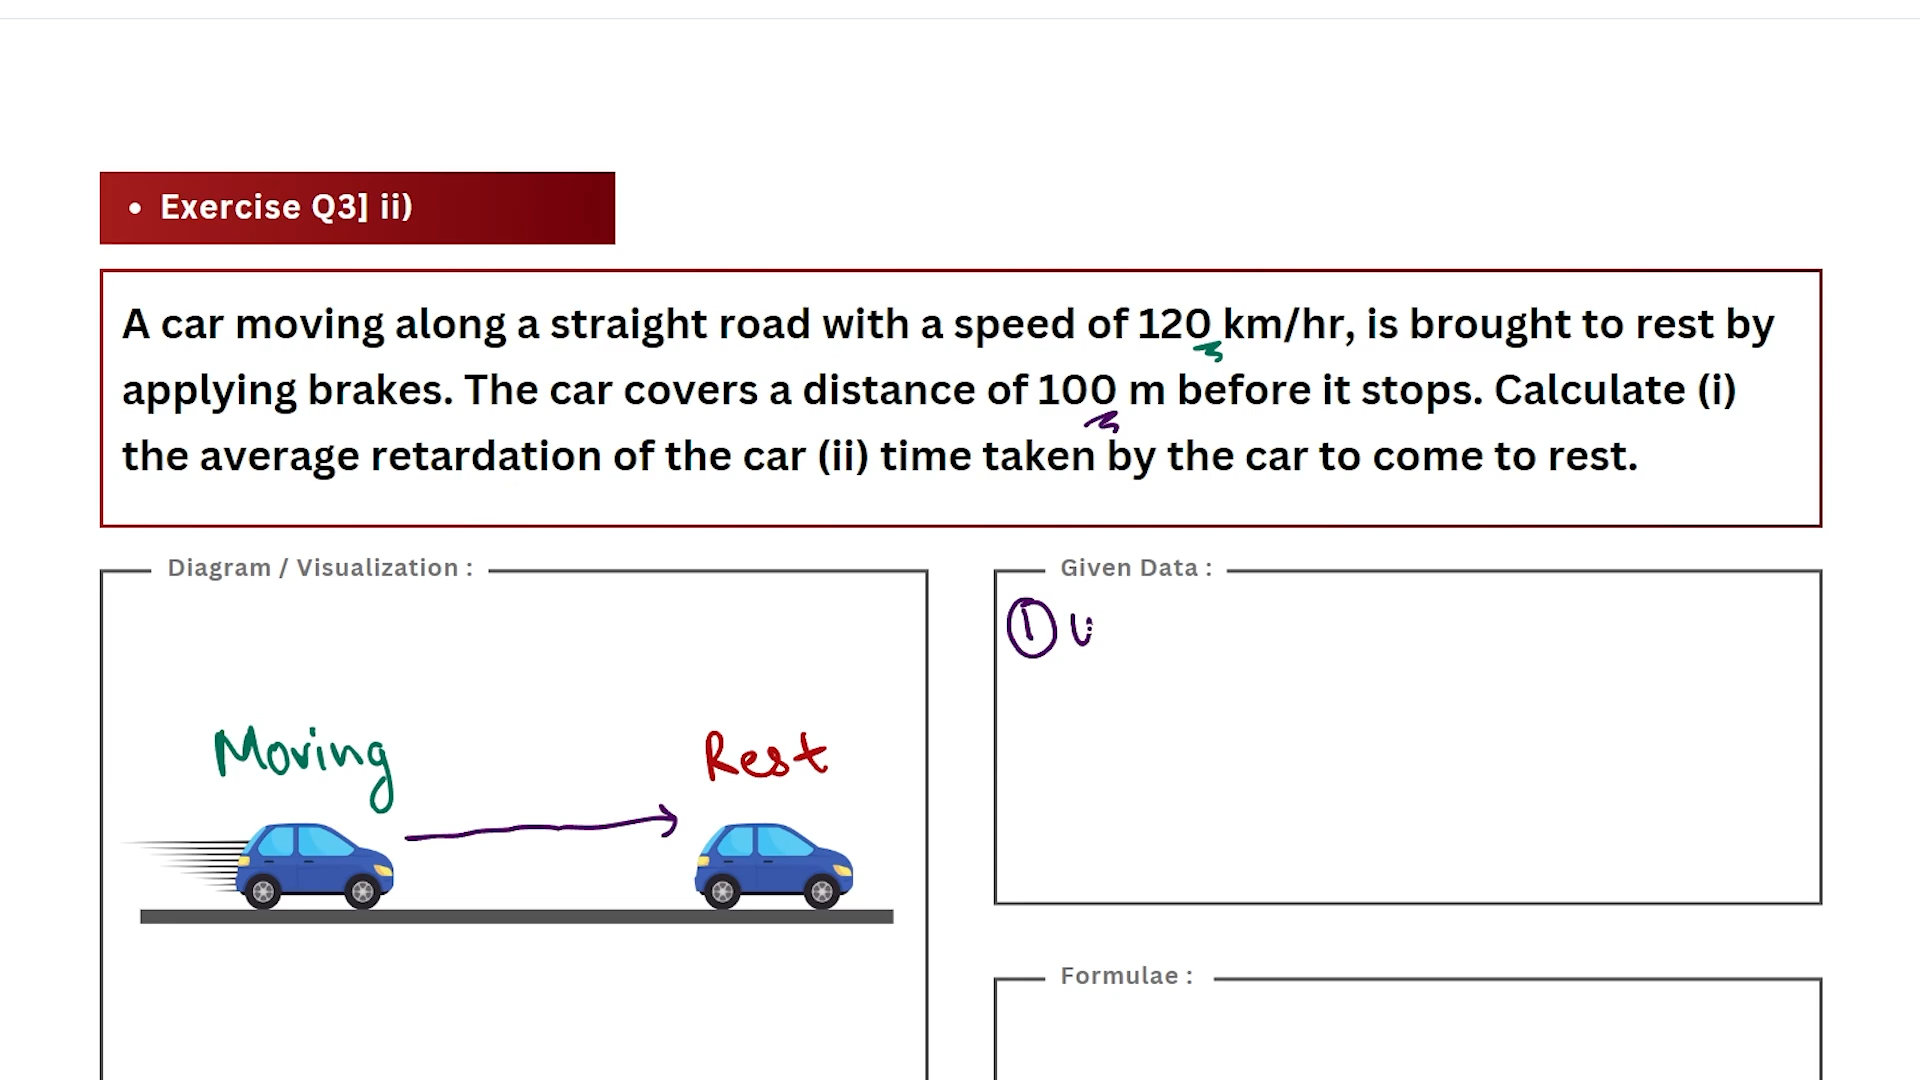 • Exercise Q3] ii)
A car moving along a straight road with a speed of 120 km/hr, is brought to rest by
applying brakes. The car covers a distance of 100 m before it stops. Calculate (i)
the average retardation of the car (ii) time taken by the car to come to rest.
Diagram / Visualization :
Given Data :
① u
Moving
Rest
Formulae :